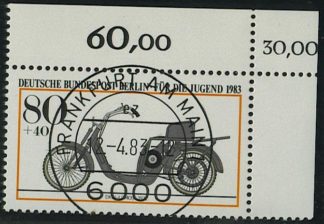 60,00
30,00
DEUTSCHE BUNDESPOST BERLIN FÜR DIE JUGEND 1983
80
+40
FRANKFURT AM MAIN
ez
-4.83
6000